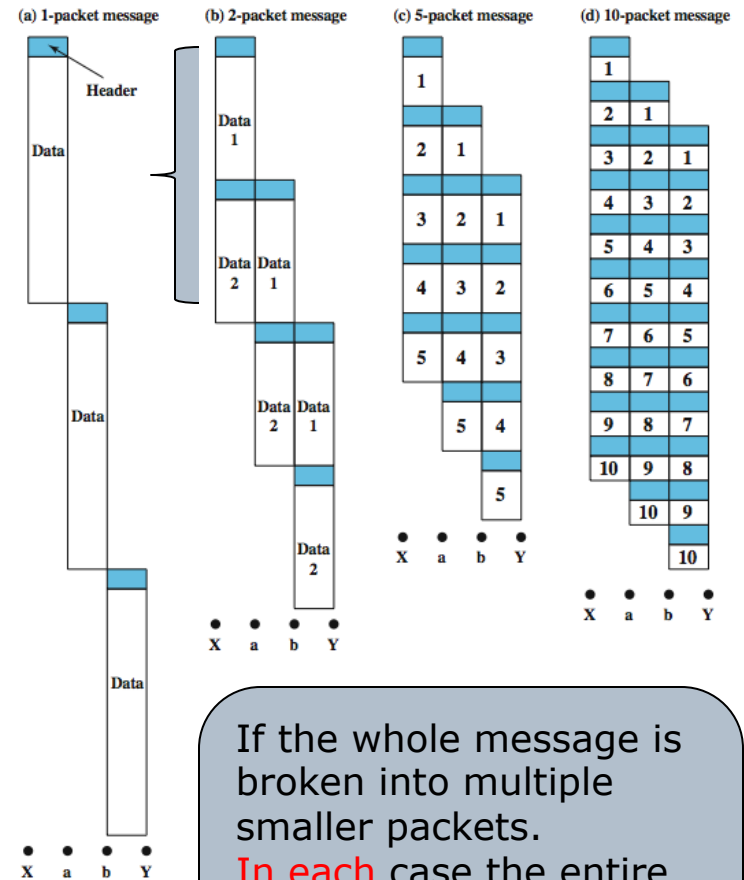 (a) 1-packet message
Header
Data
Data
Data
X a b Y
(b) 2-packet message
Data
1
Data Data
2 1
Data Data
2 1
Data
2
X a b Y
(c) 5-packet message
1
2 1
3 2 1
4 3 2
5 4 3
5 4
5
X a b Y
(d) 10-packet message
1
2 1
3 2 1
4 3 2
5 4 3
6 5 4
7 6 5
8 7 6
9 8 7
10 9 8
10 9
10
X a b Y
If the whole message is
broken into multiple
smaller packets.
In each case the entire